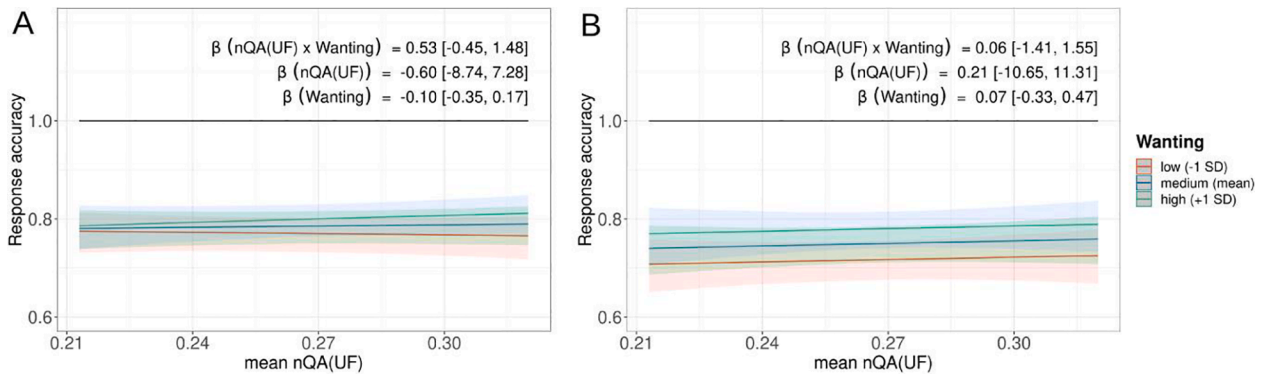 A
β (nQA(UF) x Wanting) = 0.53 [-0.45, 1.48]
β (nQA(UF)) = -0.60 [-8.74, 7.28]
β (Wanting) = -0.10 [-0.35, 0.17]
Response accuracy
1.0
0.8
0.6
0.21 0.24 0.27 0.30
mean nQA(UF)
B
β (nQA(UF) x Wanting) = 0.06 [-1.41, 1.55]
β (nQA(UF)) = 0.21 [-10.65, 11.31]
β (Wanting) = 0.07 [-0.33, 0.47]
Response accuracy
1.0
0.8
0.6
0.21 0.24 0.27 0.30
mean nQA(UF)
Wanting
low (-1 SD)
medium (mean)
high (+1 SD)